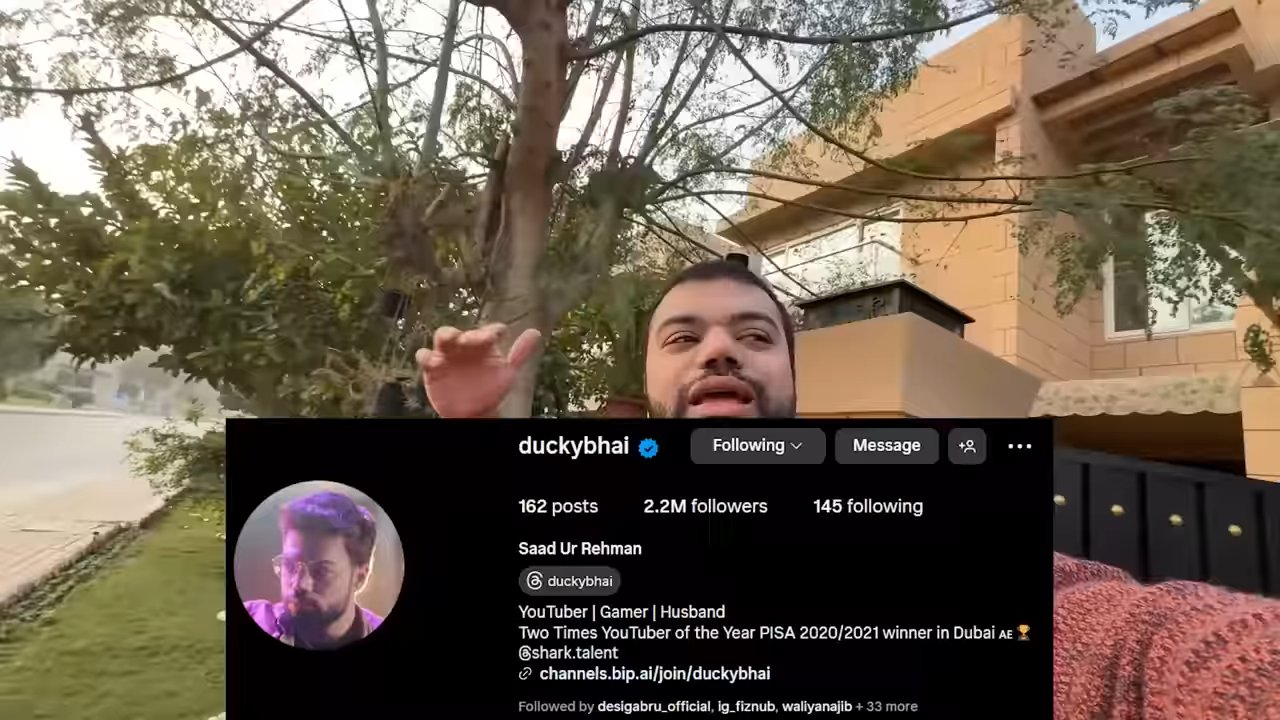 duckybhai
Following
Message
162 posts
2.2M followers
145 following
Saad Ur Rehman
duckybhai
YouTuber | Gamer | Husband
Two Times YouTuber of the Year PISA 2020/2021 winner in Dubai AE 🏆
@shark.talent
channels.bip.ai/join/duckybhai
Followed by desigabru_official, ig_fiznub, waliyanajib + 33 more